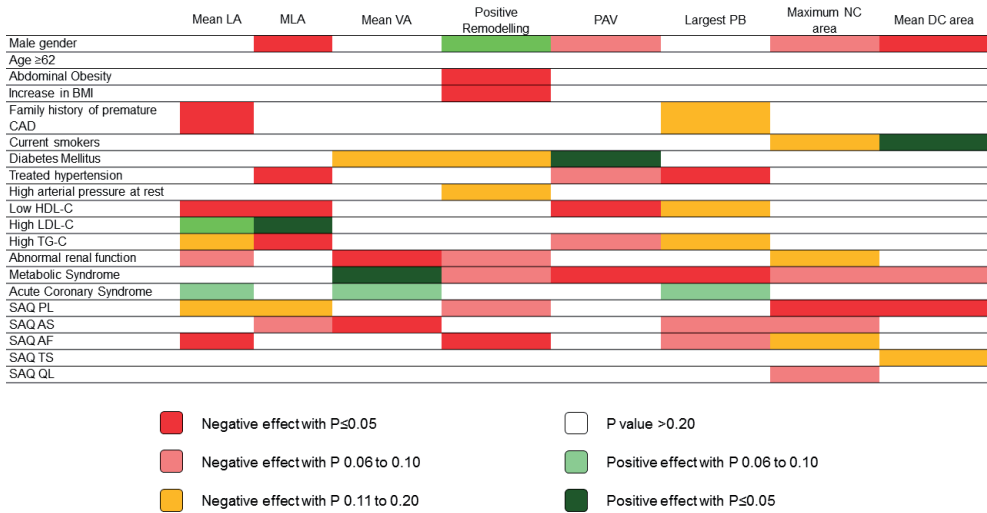 Mean LA MLA Mean VA Positive Remodelling PAV Largest PB Maximum NC area Mean DC area
Male gender
Age ≥62
Abdominal Obesity
Increase in BMI
Family history of premature
CAD
Current smokers
Diabetes Mellitus
Treated hypertension
High arterial pressure at rest
Low HDL-C
High LDL-C
High TG-C
Abnormal renal function
Metabolic Syndrome
Acute Coronary Syndrome
SAQ PL
SAQ AS
SAQ AF
SAQ TS
SAQ QL
Negative effect with P≤0.05 P value >0.20
Negative effect with P 0.06 to 0.10 Positive effect with P 0.06 to 0.10
Negative effect with P 0.11 to 0.20 Positive effect with P≤0.05